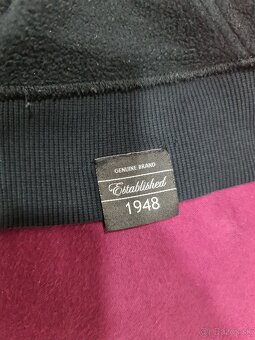 GENUINE BRAND
Established
1948